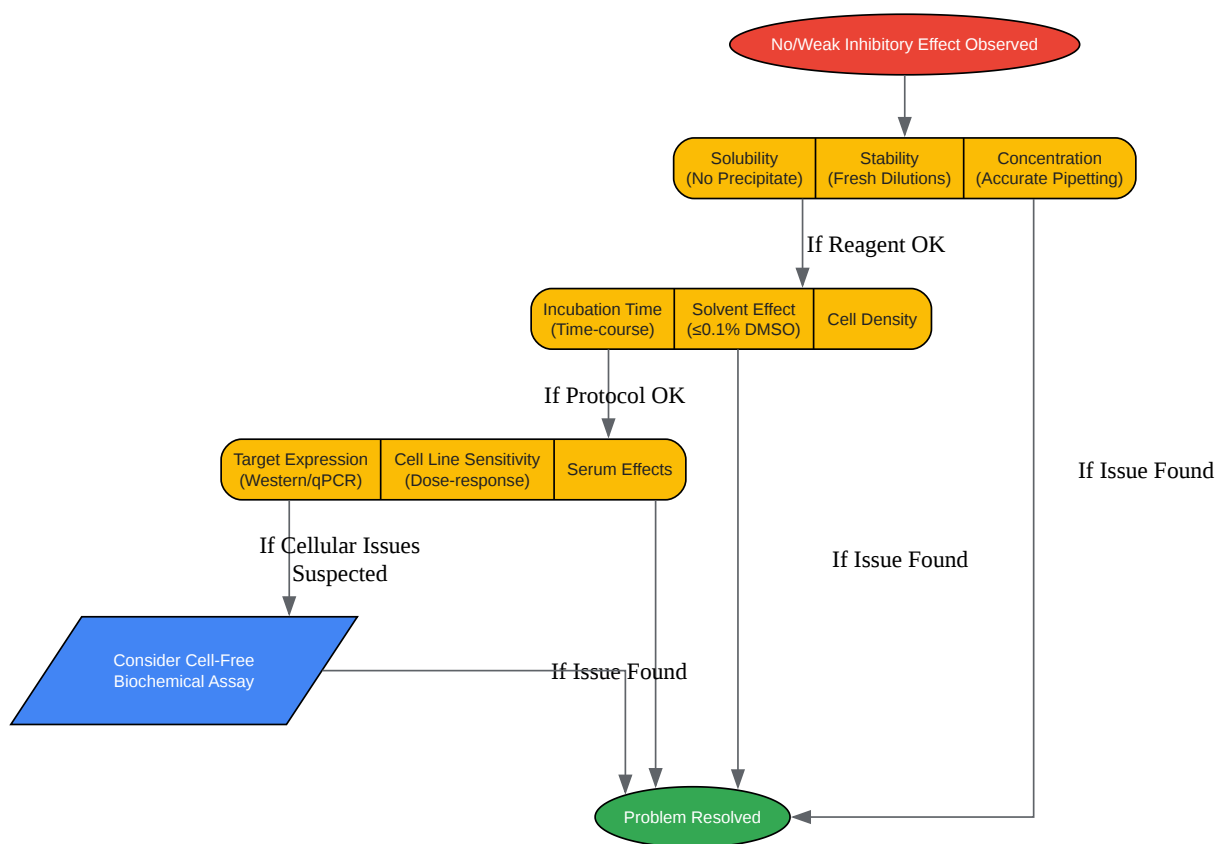 No/Weak Inhibitory Effect Observed
Solubility
(No Precipitate)
Stability
(Fresh Dilutions)
Concentration
(Accurate Pipetting)
If Reagent OK
Incubation Time
(Time-course)
Solvent Effect
(≤0.1% DMSO)
Cell Density
If Protocol OK
Target Expression
(Western/qPCR)
Cell Line Sensitivity
(Dose-response)
Serum Effects
If Issue Found
If Cellular Issues
Suspected
If Issue Found
Consider Cell-Free
Biochemical Assay
If Issue Found
Problem Resolved